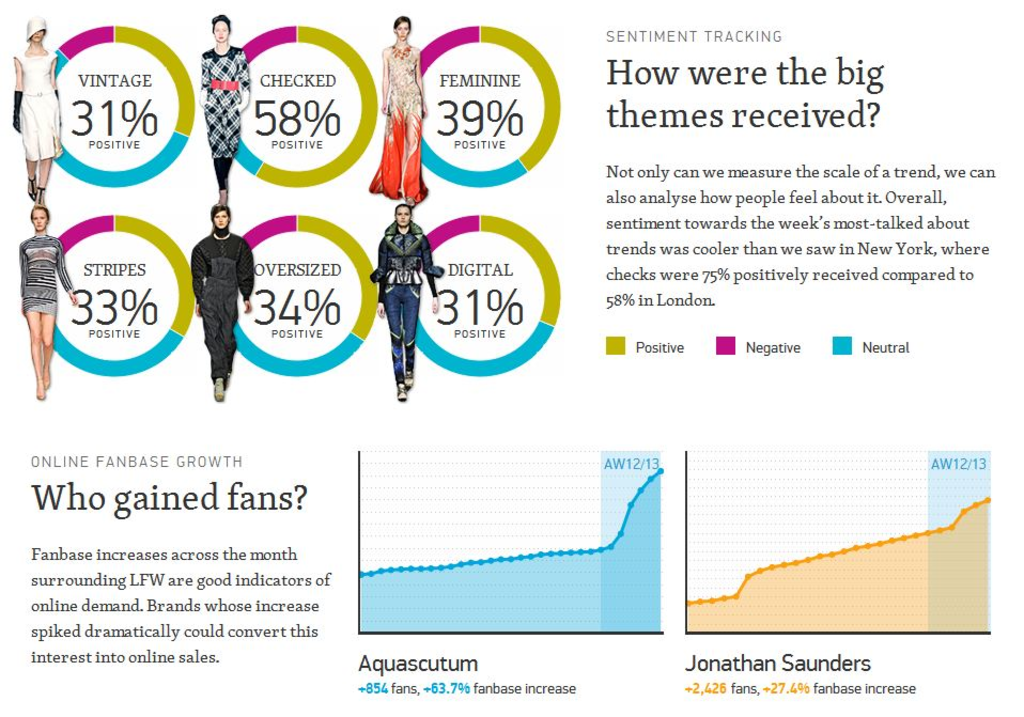 VINTAGE
31%
POSITIVE
CHECKED
58%
POSITIVE
FEMININE
39%
POSITIVE
STRIPES
33%
POSITIVE
OVERSIZED
34%
POSITIVE
DIGITAL
31%
POSITIVE
SENTIMENT TRACKING
How were the big
themes received?
Not only can we measure the scale of a trend, we can
also analyse how people feel about it. Overall,
sentiment towards the week's most-talked about
trends was cooler than we saw in New York, where
checks were 75% positively received compared to
58% in London.
Positive
Negative
Neutral
ONLINE FANBASE GROWTH
Who gained fans?
Fanbase increases across the month
surrounding LFW are good indicators of
online demand. Brands whose increase
spiked dramatically could convert this
interest into online sales.
AW12/13
Aquascutum
+854 fans, +63.7% fanbase increase
AW12/13
Jonathan Saunders
+2,426 fans, +27.4% fanbase increase